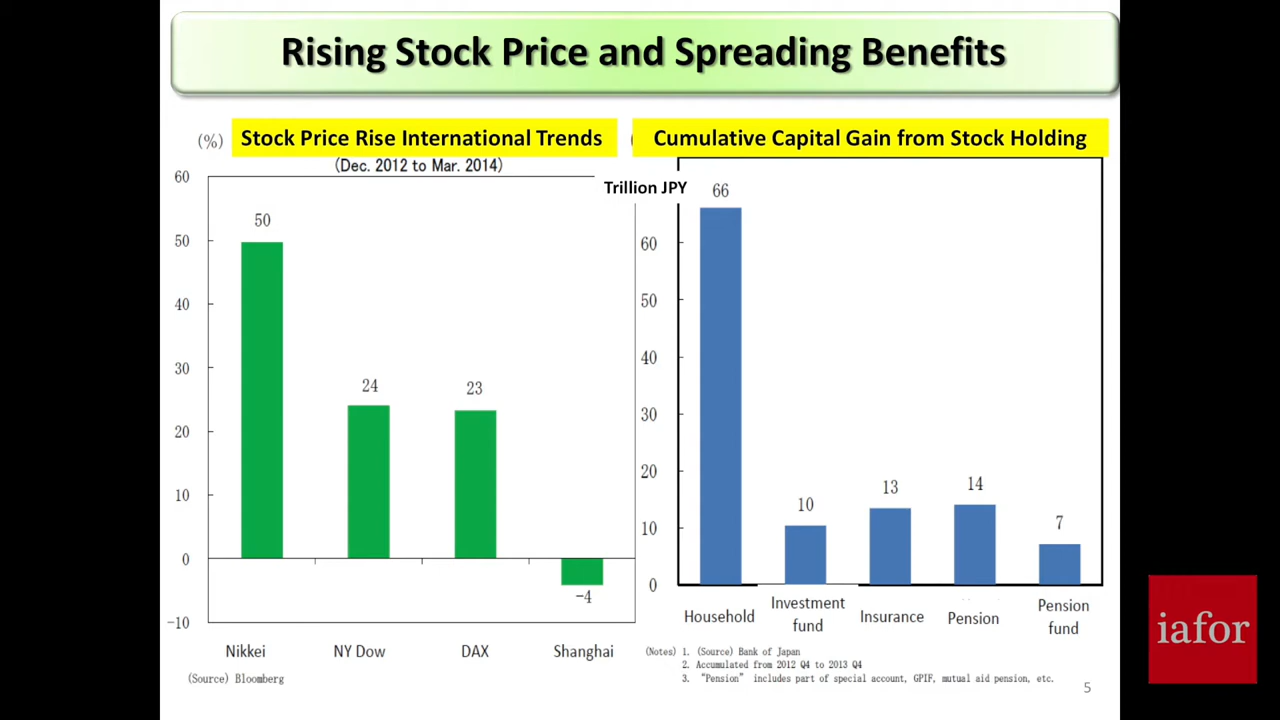 Rising Stock Price and Spreading Benefits
(%)
Stock Price Rise International Trends
(Dec. 2012 to Mar. 2014)
60
50
40
30
20
10
0
-10
50
24
23
-4
Nikkei
NY Dow
DAX
Shanghai
(Source) Bloomberg
Cumulative Capital Gain from Stock Holding
Trillion JPY
60
50
40
30
20
10
0
66
10
13
14
7
Household
Investment
fund
Insurance
Pension
Pension
fund
(Notes) 1. (Source) Bank of Japan
2. Accumulated from 2012 Q4 to 2013 Q4
3. "Pension" includes part of special account, GPIF, mutual aid pension, etc.
5
iafor